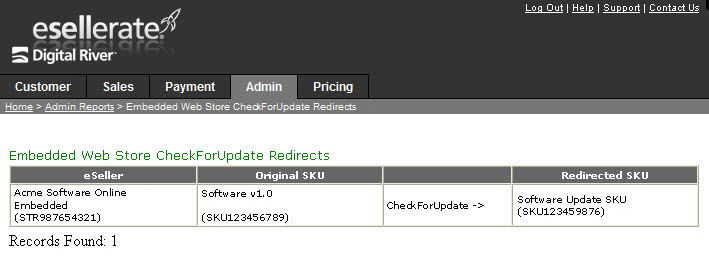 Log Out | Help | Support | Contact Us
esellerate.
Digital River™
Customer Sales Payment Admin Pricing
Home > Admin Reports > Embedded Web Store CheckForUpdate Redirects
Embedded Web Store CheckForUpdate Redirects
eSeller Original SKU Redirected SKU
Acme Software Online
Embedded
(STR987654321)
Software v1.0
(SKU123456789)
CheckForUpdate ->
Software Update SKU
(SKU123459876)
Records Found: 1